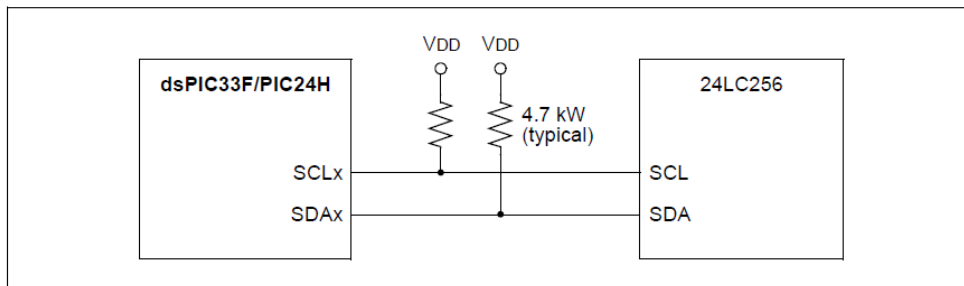 VDD VDD
dsPIC33F/PIC24H
24LC256
4.7 kW
(typical)
SCLx
SCL
SDAx
SDA